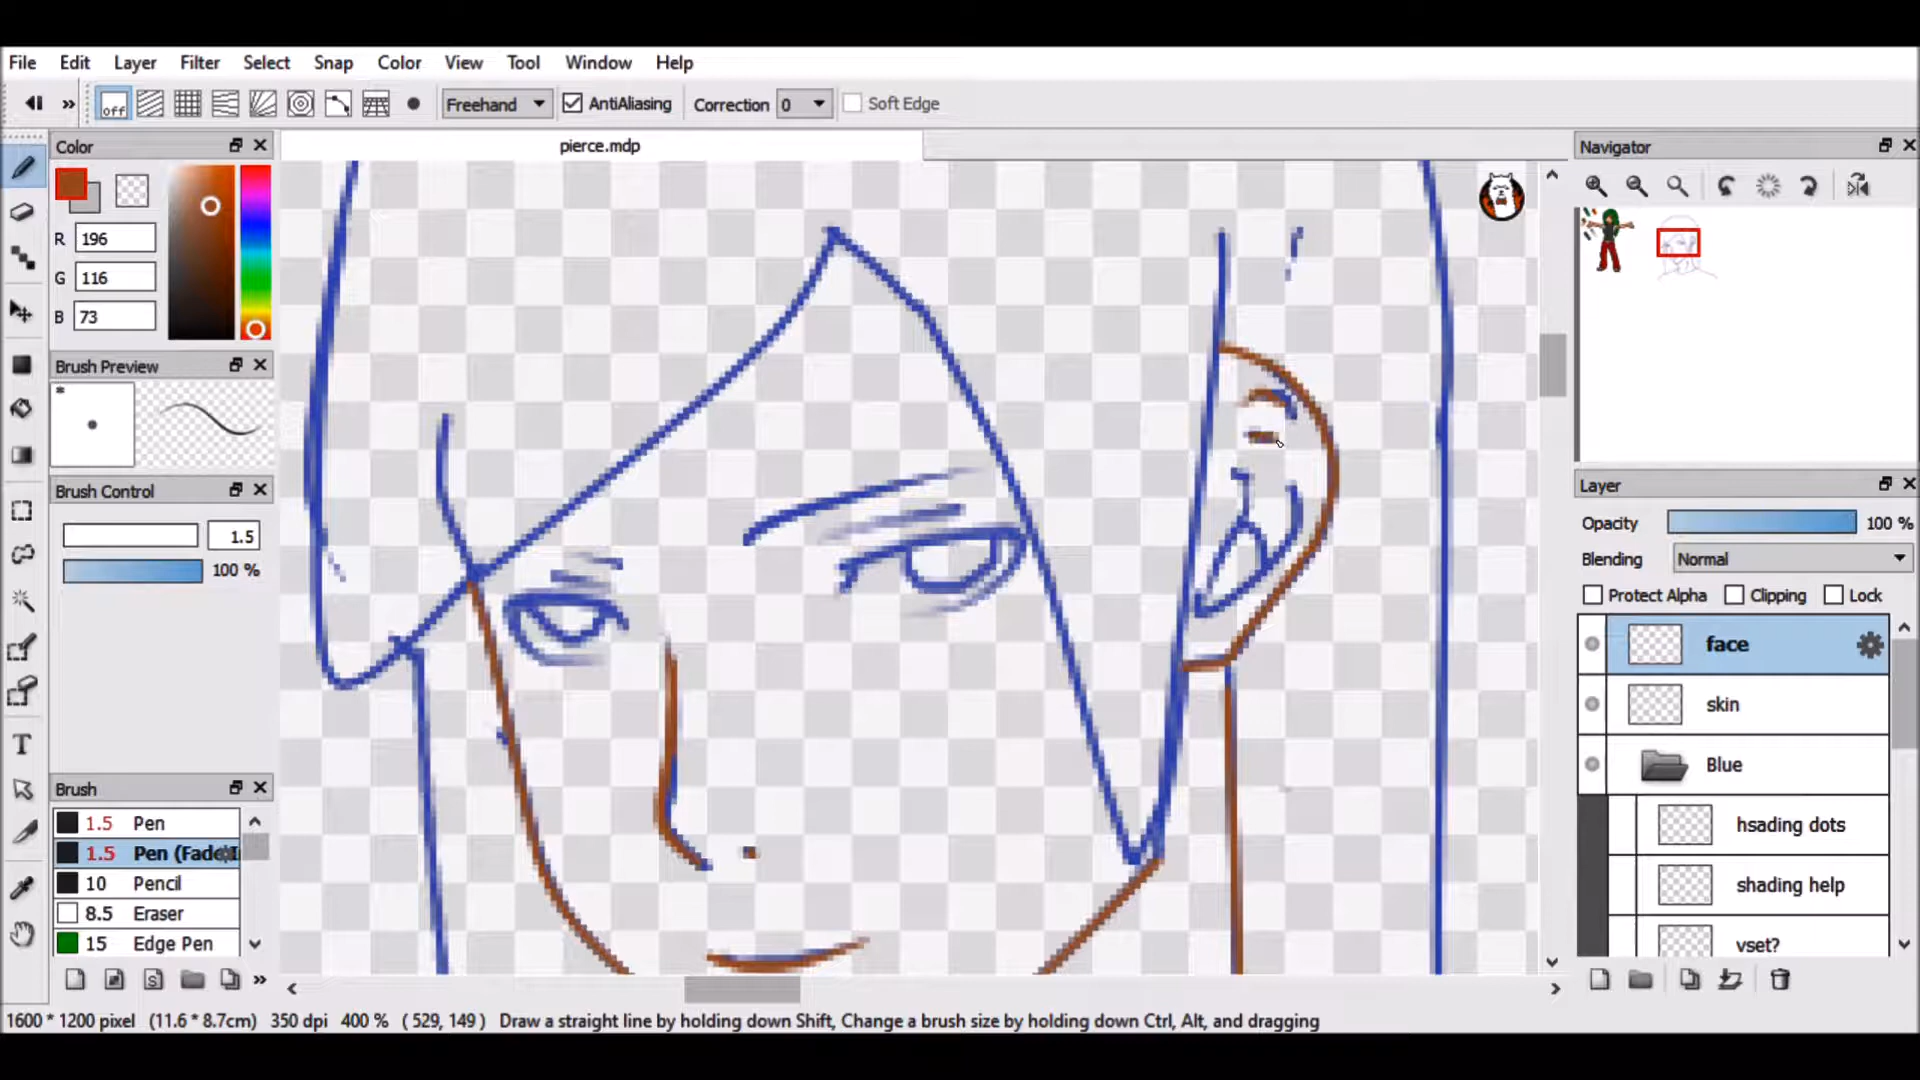 File Edit Layer Filter Select Snap Color View Tool Window Help
off Freehand AntiAliasing Correction 0 Soft Edge
Color
pierce.mdp
Navigator
R 196
G 116
B 73
Brush Preview
*
Brush Control
1.5
100 %
Layer
Opacity 100 %
Blending Normal
Protect Alpha Clipping Lock
face
skin
Blue
hsading dots
shading help
vset?
T
Brush
1.5 Pen
1.5 Pen (Fade
10 Pencil
8.5 Eraser
15 Edge Pen
1600 * 1200 pixel (11.6 * 8.7cm) 350 dpi 400 % ( 529, 149 ) Draw a straight line by holding down Shift, Change a brush size by holding down Ctrl, Alt, and dragging